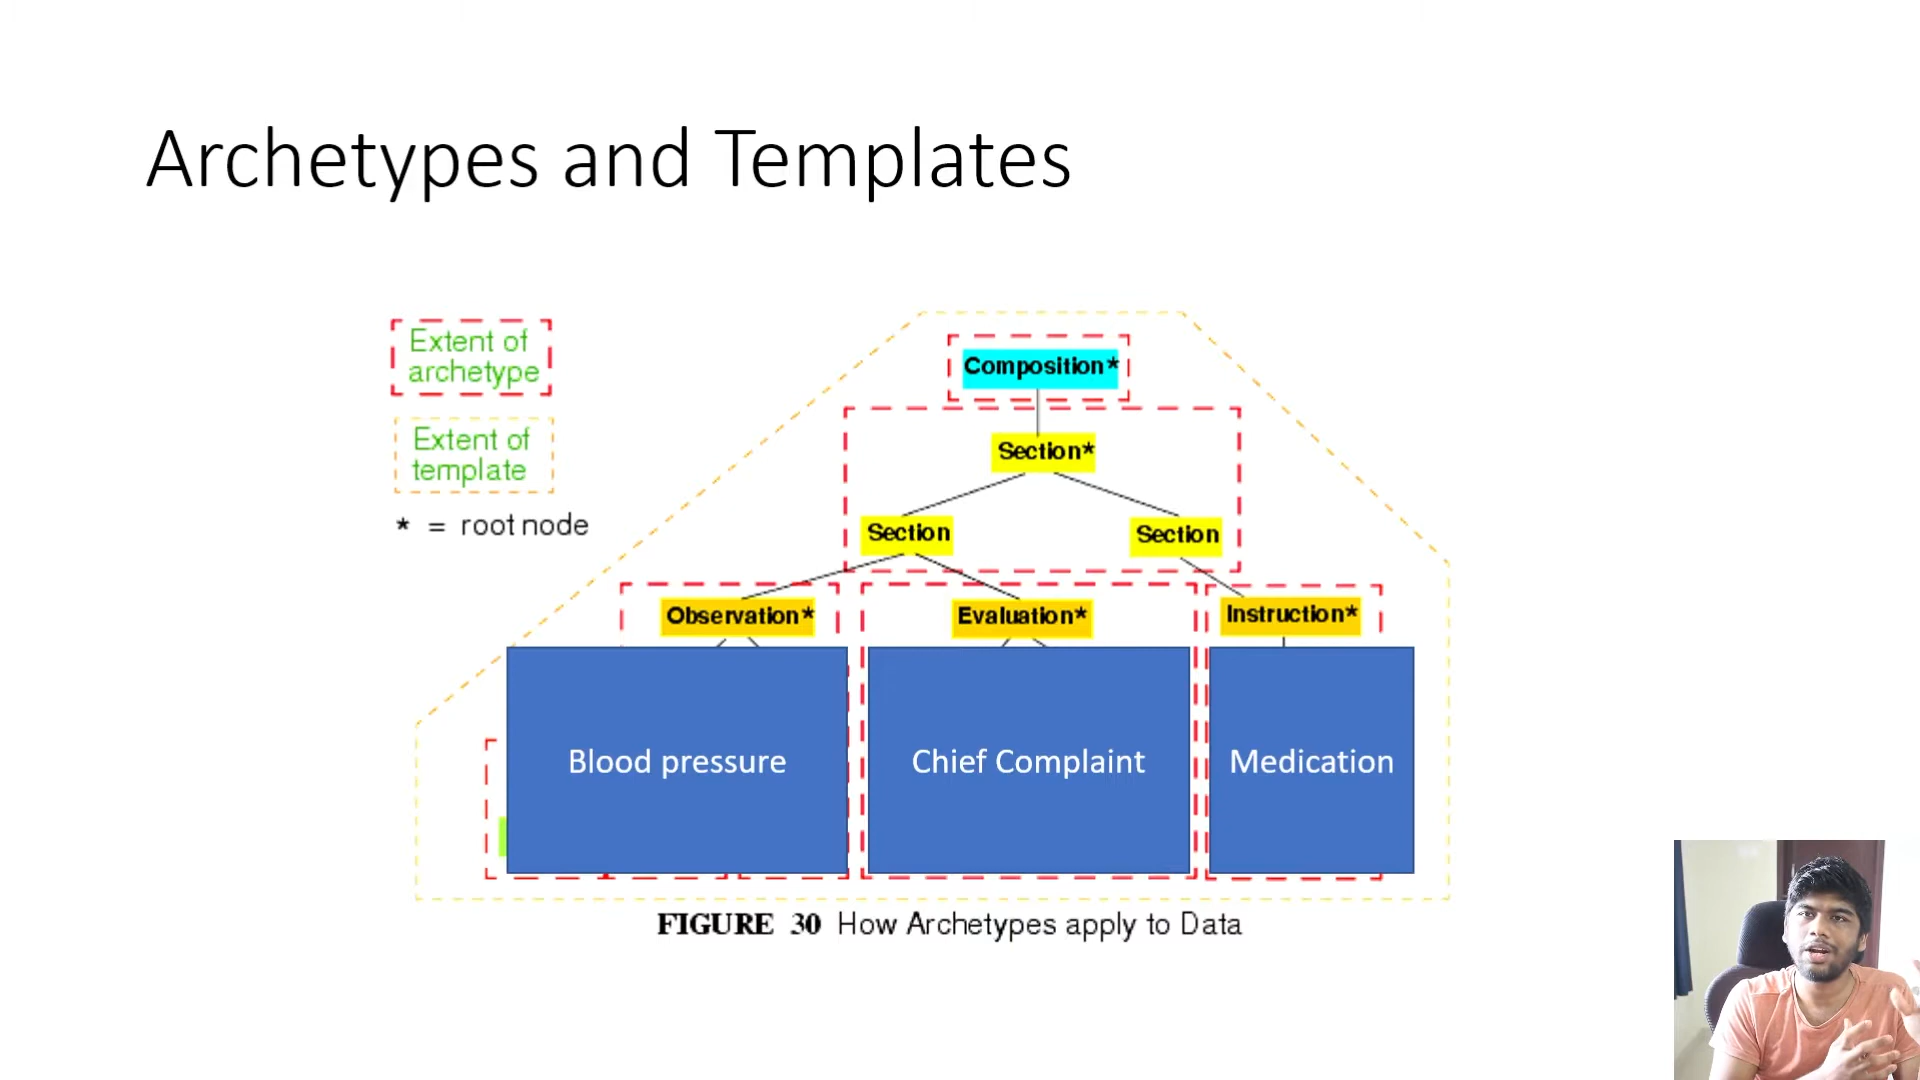 Archetypes and Templates
Extent of
archetype
Extent of
template
* = root node
Composition*
Section*
Section
Section
Observation*
Evaluation*
Instruction*
Blood pressure
Chief Complaint
Medication
FIGURE 30 How Archetypes apply to Data